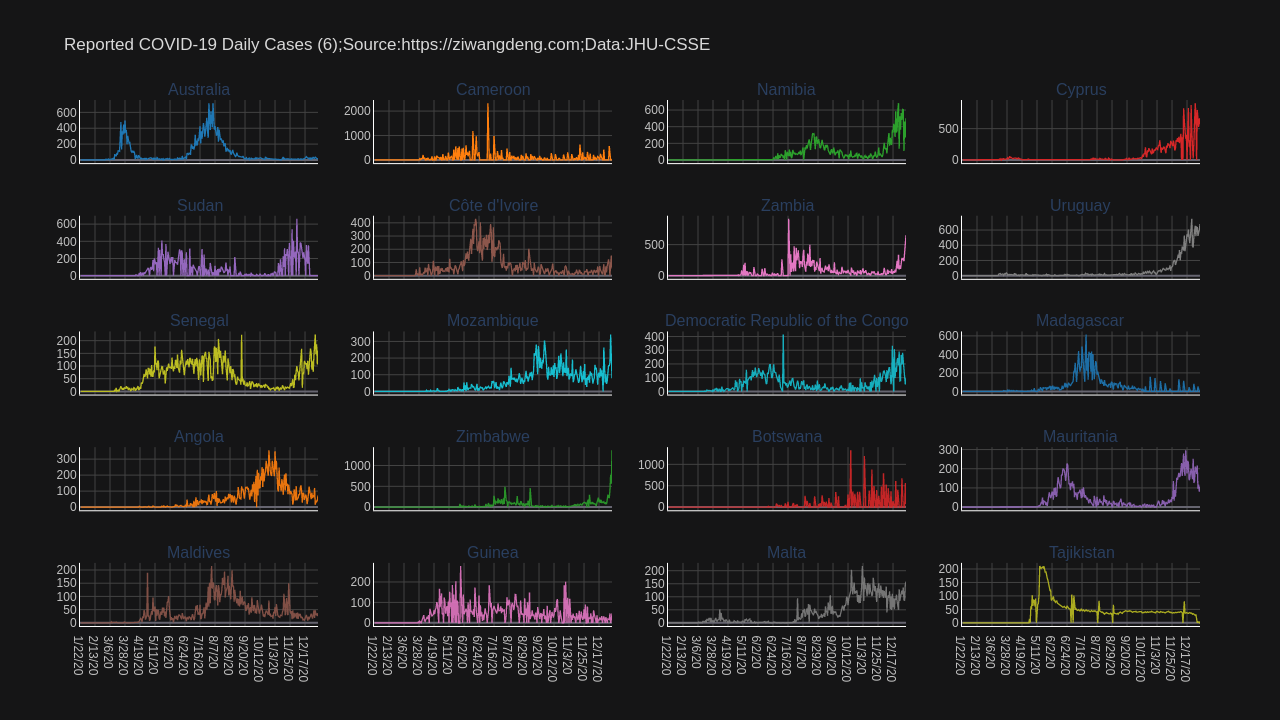 Reported COVID-19 Daily Cases (6);Source:https://ziwangdeng.com;Data:JHU-CSSE
Australia Cameroon Namibia Cyprus
600 400 200 0
2000 1000 0
600 400 200 0
500 0
Sudan Côte d'Ivoire Zambia Uruguay
600 400 200 0
400 300 200 100 0
500 0
600 400 200 0
Senegal Mozambique Democratic Republic of the Congo Madagascar
200 150 100 50 0
300 200 100 0
400 300 200 100 0
600 400 200 0
Angola Zimbabwe Botswana Mauritania
300 200 100 0
1000 500 0
1000 500 0
300 200 100 0
Maldives Guinea Malta Tajikistan
200 150 100 50 0
200 100 0
200 150 100 50 0
200 150 100 50 0
1/22/20 2/13/20 3/6/20 3/28/20 4/19/20 5/11/20 6/2/20 6/24/20 7/16/20 8/7/20 8/29/20 9/20/20 10/12/20 11/3/20 11/25/20 12/17/20
1/22/20 2/13/20 3/6/20 3/28/20 4/19/20 5/11/20 6/2/20 6/24/20 7/16/20 8/7/20 8/29/20 9/20/20 10/12/20 11/3/20 11/25/20 12/17/20
1/22/20 2/13/20 3/6/20 3/28/20 4/19/20 5/11/20 6/2/20 6/24/20 7/16/20 8/7/20 8/29/20 9/20/20 10/12/20 11/3/20 11/25/20 12/17/20
1/22/20 2/13/20 3/6/20 3/28/20 4/19/20 5/11/20 6/2/20 6/24/20 7/16/20 8/7/20 8/29/20 9/20/20 10/12/20 11/3/20 11/25/20 12/17/20